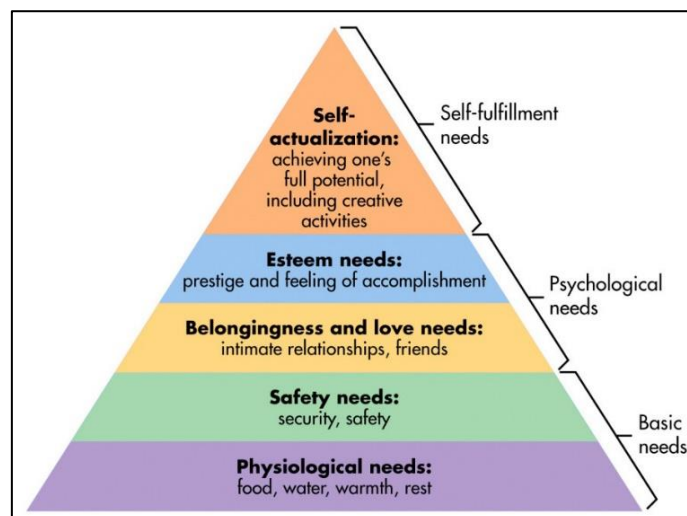 Self-
actualization:
achieving one's
full potential,
including creative
activities
Self-fulfillment
needs
Esteem needs:
prestige and feeling of accomplishment
Psychological
needs
Belongingness and love needs:
intimate relationships, friends
Safety needs:
security, safety
Basic
needs
Physiological needs:
food, water, warmth, rest